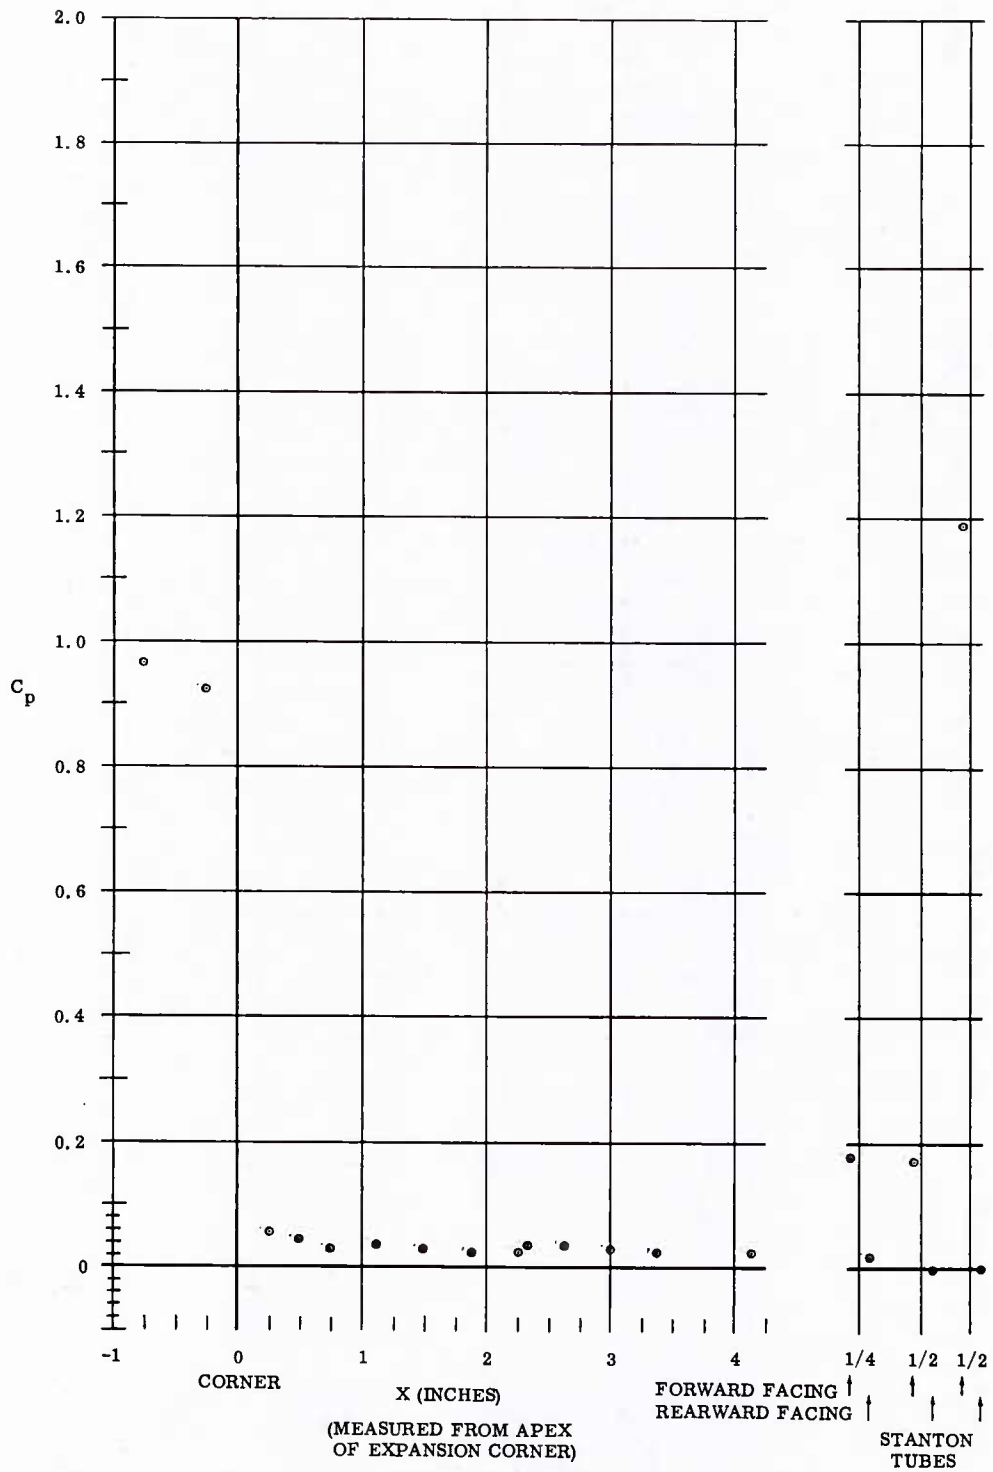 2.0
1.8
1.6
1.4
1.2
1.0
Cp
0.8
0.6
0.4
0.2
0
-1 0 1 2 3 4 1/4 1/2 1/2
CORNER
X (INCHES)
(MEASURED FROM APEX
OF EXPANSION CORNER)
FORWARD FACING
REARWARD FACING
STANTON
TUBES